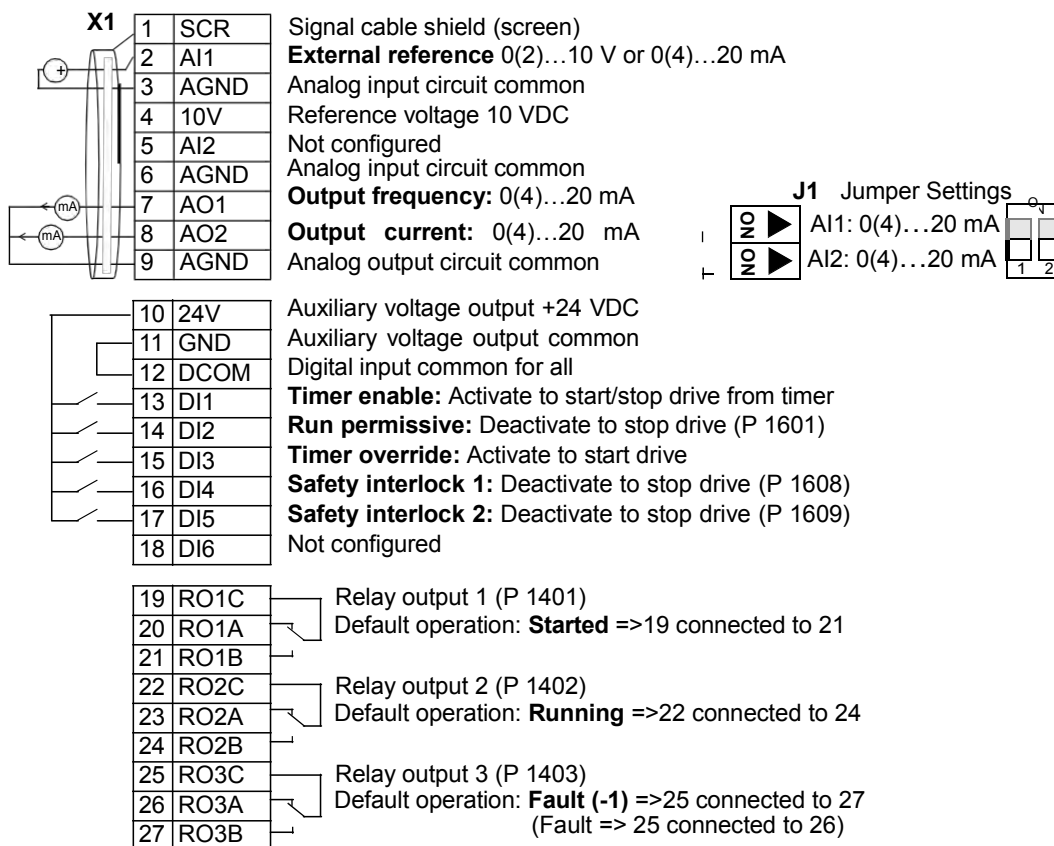 X1
1 SCR Signal cable shield (screen)
2 AI1 External reference 0(2)…10 V or 0(4)…20 mA
3 AGND Analog input circuit common
4 10V Reference voltage 10 VDC
5 AI2 Not configured
6 AGND Analog input circuit common
7 AO1 Output frequency: 0(4)…20 mA
8 AO2 Output current: 0(4)…20 mA
9 AGND Analog output circuit common
+
mA
mA
J1 Jumper Settings
ON AI1: 0(4)…20 mA
ON AI2: 0(4)…20 mA
1 2
10 24V Auxiliary voltage output +24 VDC
11 GND Auxiliary voltage output common
12 DCOM Digital input common for all
13 DI1 Timer enable: Activate to start/stop drive from timer
14 DI2 Run permissive: Deactivate to stop drive (P 1601)
15 DI3 Timer override: Activate to start drive
16 DI4 Safety interlock 1: Deactivate to stop drive (P 1608)
17 DI5 Safety interlock 2: Deactivate to stop drive (P 1609)
18 DI6 Not configured
19 RO1C Relay output 1 (P 1401)
20 RO1A Default operation: Started =>19 connected to 21
21 RO1B
22 RO2C Relay output 2 (P 1402)
23 RO2A Default operation: Running =>22 connected to 24
24 RO2B
25 RO3C Relay output 3 (P 1403)
26 RO3A Default operation: Fault (-1) =>25 connected to 27
27 RO3B (Fault => 25 connected to 26)